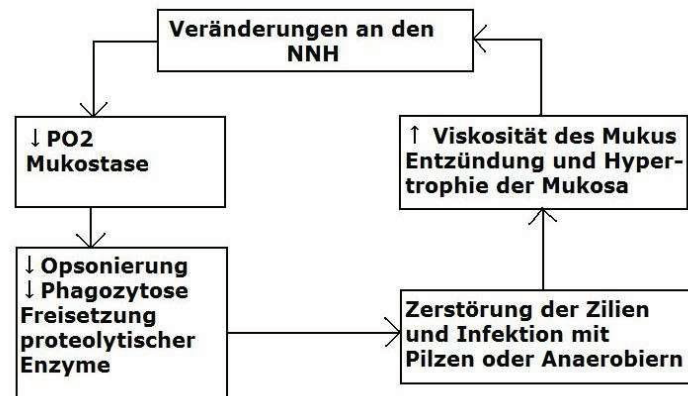 Veränderungen an den
NNH
↓ PO2
Mukostase
↓ Opsonierung
↓ Phagozytose
Freisetzung
proteolytischer
Enzyme
Zerstörung der Zilien
und Infektion mit
Pilzen oder Anaerobiern
↑ Viskosität des Mukus
Entzündung und Hyper-
trophie der Mukosa